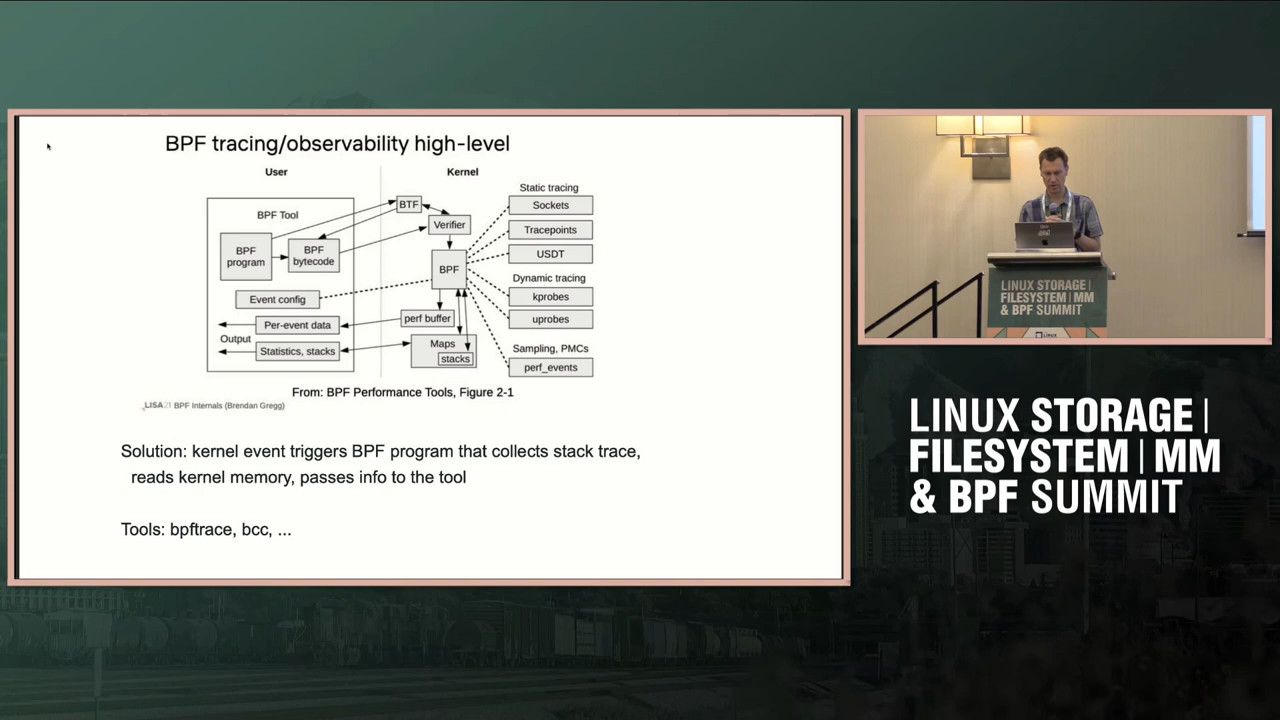 BPF tracing/observability high-level
User
Kernel
BPF Tool
BPF
program
BPF
bytecode
Event config
Per-event data
Output
Statistics, stacks
BTF
Verifier
BPF
perf buffer
Maps
stacks
Static tracing
Sockets
Tracepoints
USDT
Dynamic tracing
kprobes
uprobes
Sampling, PMCs
perf_events
From: BPF Performance Tools, Figure 2-1
LISA21 BPF Internals (Brendan Gregg)
Solution: kernel event triggers BPF program that collects stack trace,
reads kernel memory, passes info to the tool
Tools: bpftrace, bcc, ...
LINUX STORAGE |
FILESYSTEM | MM
& BPF SUMMIT
LINUX STORAGE |
FILESYSTEM | MM
& BPF SUMMIT